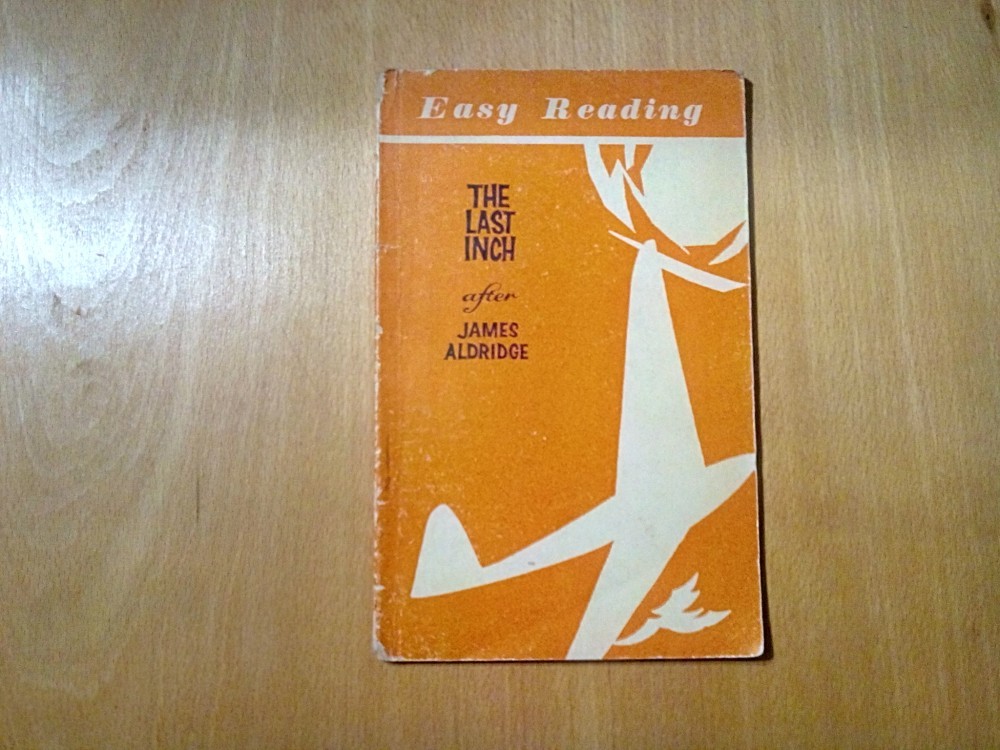 Easy Reading
THE
LAST
INCH
after
JAMES
ALDRIDGE